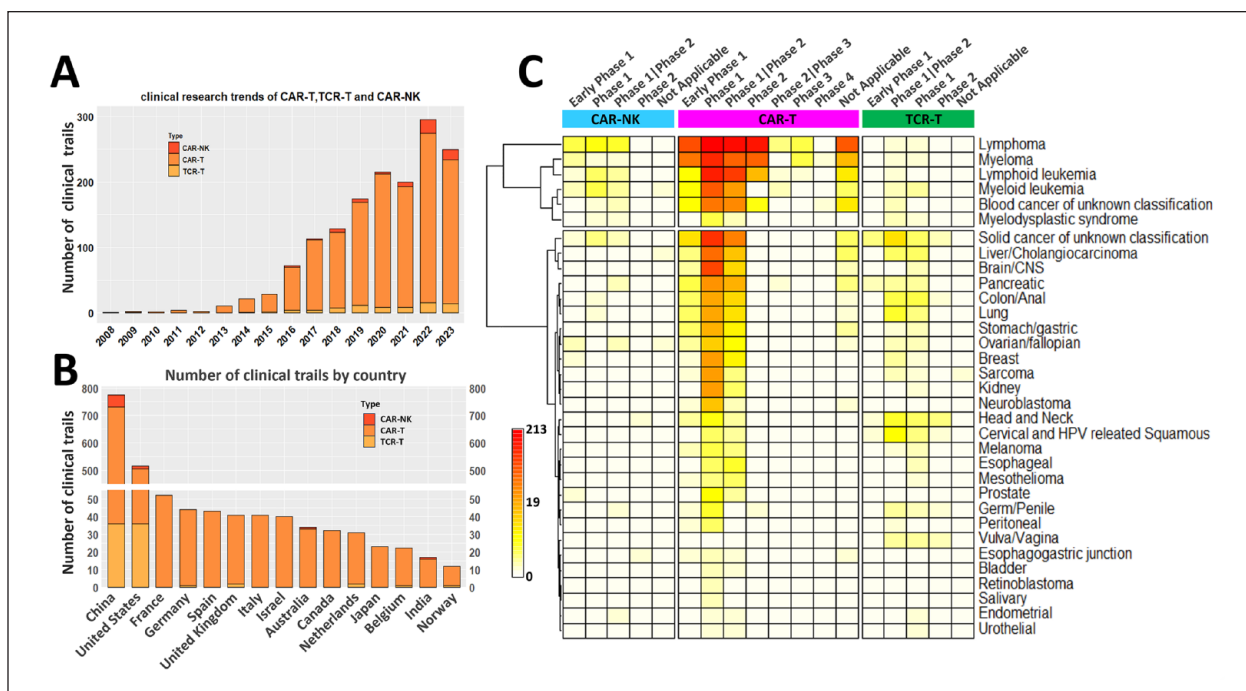 A
clinical research trends of CAR-T,TCR-T and CAR-NK
Number of clinical trails
300
200
100
0
Type
CAR-NK
CAR-T
TCR-T
2008
2009
2010
2011
2012
2013
2014
2015
2016
2017
2018
2019
2020
2021
2022
2023
B
Number of clinical trails by country
Number of clinical trails
800
700
600
500
50
40
30
20
10
0
Type
CAR-NK
CAR-T
TCR-T
800
700
600
500
50
40
30
20
10
0
China
United States
France
Germany
Spain
United Kingdom
Italy
Israel
Australia
Canada
Netherlands
Japan
Belgium
India
Norway
C
Early Phase 1
Phase 1
Phase 1|Phase 2
Phase 2
Not Applicable
Early Phase 1
Phase 1
Phase 1|Phase 2
Phase 2
Phase 2|Phase 3
Phase 3
Phase 4
Not Applicable
Early Phase 1
Phase 1
Phase 1|Phase 2
Phase 2
Not Applicable
CAR-NK
CAR-T
TCR-T
Lymphoma
Myeloma
Lymphoid leukemia
Myeloid leukemia
Blood cancer of unknown classification
Myelodysplastic syndrome
Solid cancer of unknown classification
Liver/Cholangiocarcinoma
Brain/CNS
Pancreatic
Colon/Anal
Lung
Stomach/gastric
Ovarian/fallopian
Breast
Sarcoma
Kidney
Neuroblastoma
Head and Neck
Cervical and HPV releated Squamous
Melanoma
Esophageal
Mesothelioma
Prostate
Germ/Penile
Peritoneal
Vulva/Vagina
Esophagogastric junction
Bladder
Retinoblastoma
Salivary
Endometrial
Urothelial
213
19
0